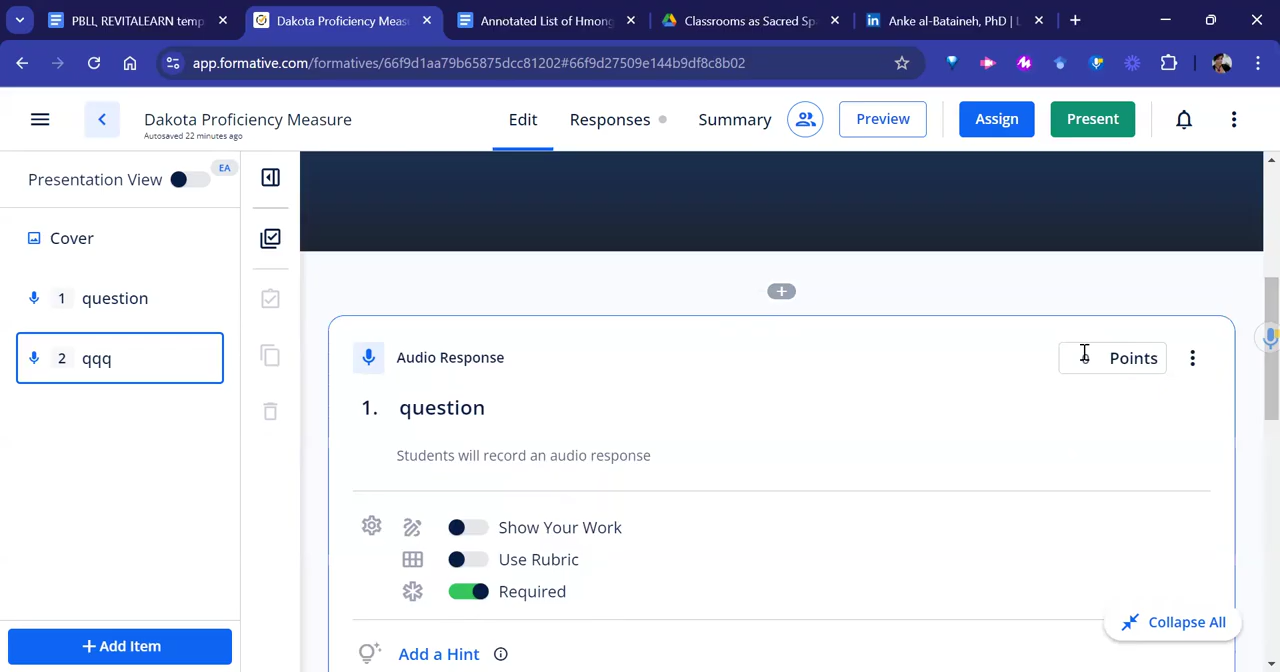 PBLL, REVITALEARN temp
Dakota Proficiency Meas
Annotated List of Hmong
Classrooms as Sacred Sp
Anke al-Bataineh, PhD | L
app.formative.com/formatives/66f9d1aa79b65875dcc81202#66f9d27509e144b9df8c8b02
Dakota Proficiency Measure
Autosaved 22 minutes ago
Edit
Responses
Summary
Preview
Assign
Present
Presentation View
EA
Cover
1 question
2 qqq
+ Add Item
Audio Response
Points
1. question
Students will record an audio response
Show Your Work
Use Rubric
Required
Collapse All
Add a Hint